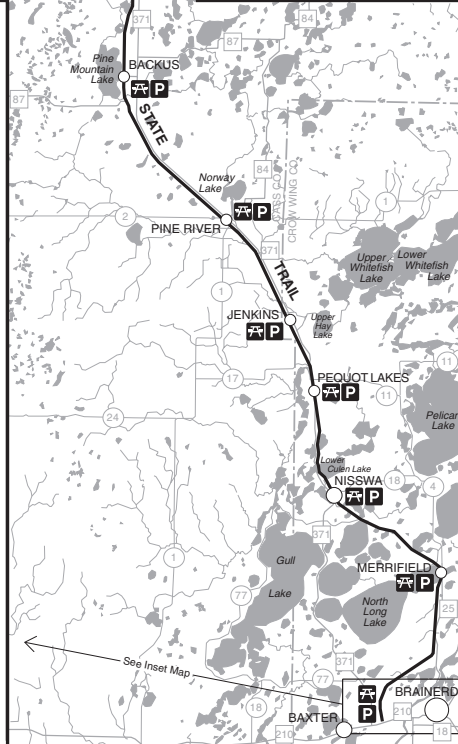 371
84
87
Pine
Mountain
Lake
BACKUS
P
87
STATE
84
Norway
Lake
CASS CO.
CROW WING CO.
1
2
P
PINE RIVER
371
TRAIL
Upper
Whitefish
Lake
Lower
Whitefish
Lake
1
JENKINS
P
Upper
Hay
Lake
11
17
PEQUOT LAKES
P
11
24
Pelican
Lake
Lower
Culen Lake
NISSWA
P
18
4
371
1
Gull
Lake
MERRIFIELD
P
77
North
Long
Lake
25
See Inset Map
371
77
18
P
BRAINERD
BAXTER
210
210
18